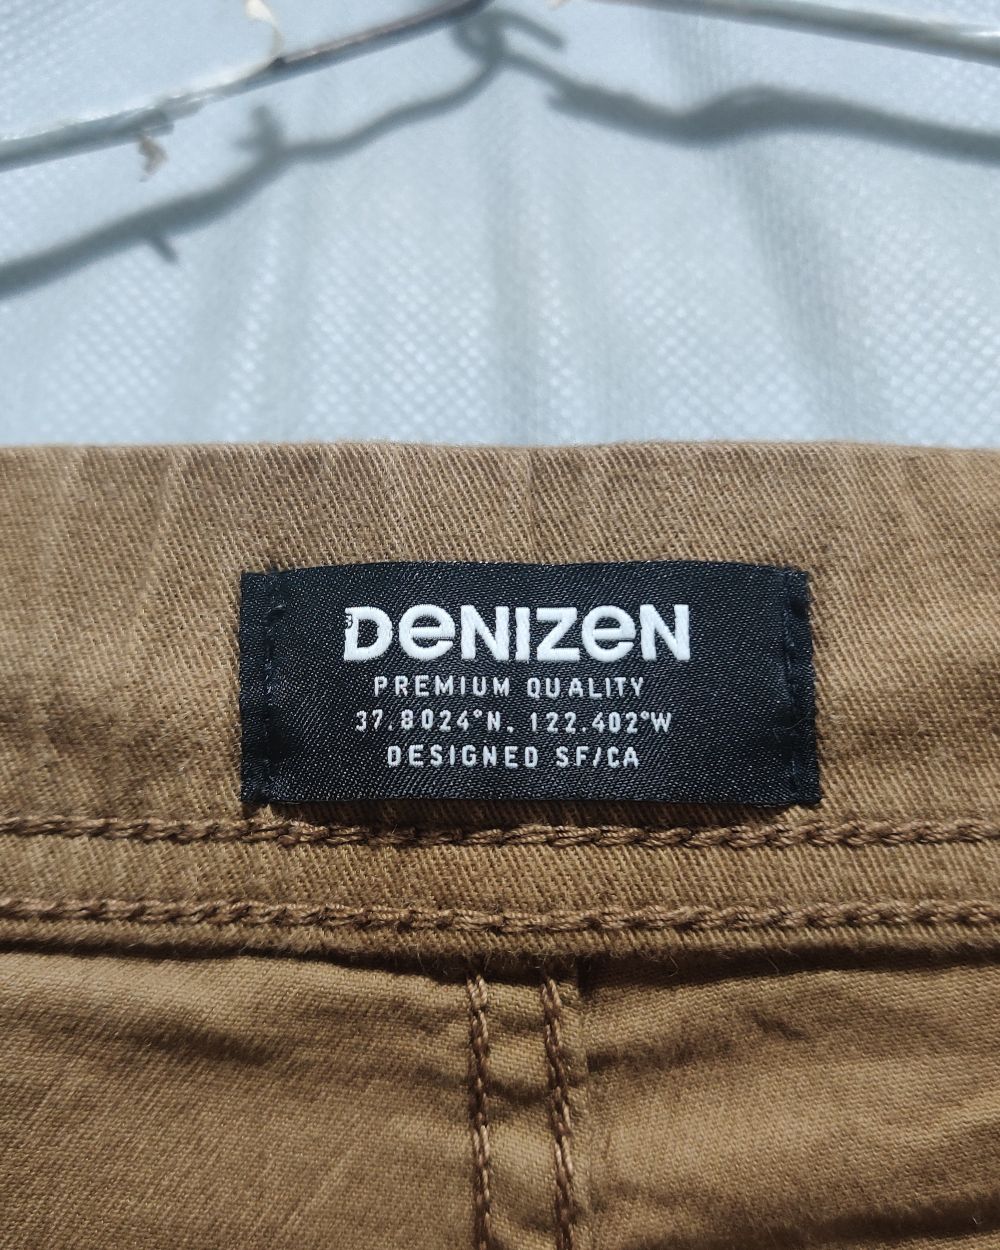 DeNIZeN
PREMIUM QUALITY
37.8024°N. 122.402°W
DESIGNED SF/CA